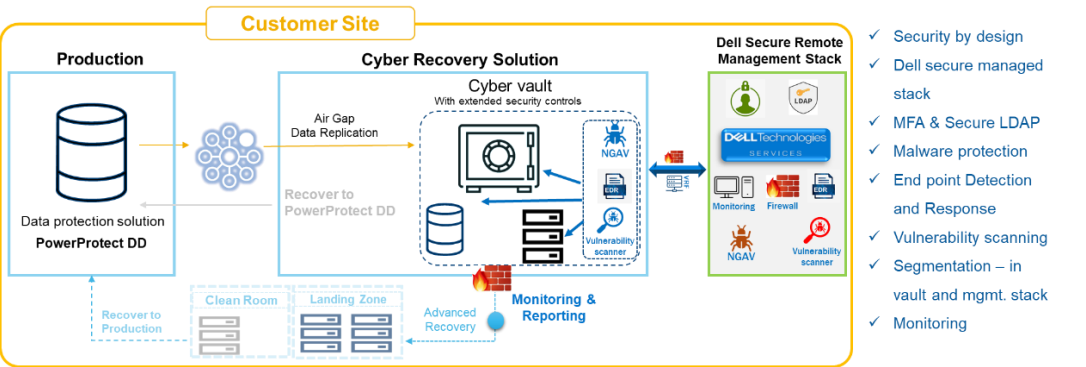 Customer Site
Production
Cyber Recovery Solution
Dell Secure Remote
Management Stack
Cyber vault
With extended security controls
Air Gap
Data Replication
Recover to
PowerProtect DD
Data protection solution
PowerProtect DD
NGAV
EDR
Vulnerability
scanner
LDAP
DELLTechnologies
SERVICES
Monitoring
Firewall
EDR
NGAV
Vulnerability
scanner
Monitoring &
Reporting
Advanced
Recovery
Landing Zone
Clean Room
Recover to
Production
✓ Security by design
✓ Dell secure managed
stack
✓ MFA & Secure LDAP
✓ Malware protection
✓ End point Detection
and Response
✓ Vulnerability scanning
✓ Segmentation – in
vault and mgmt. stack
✓ Monitoring